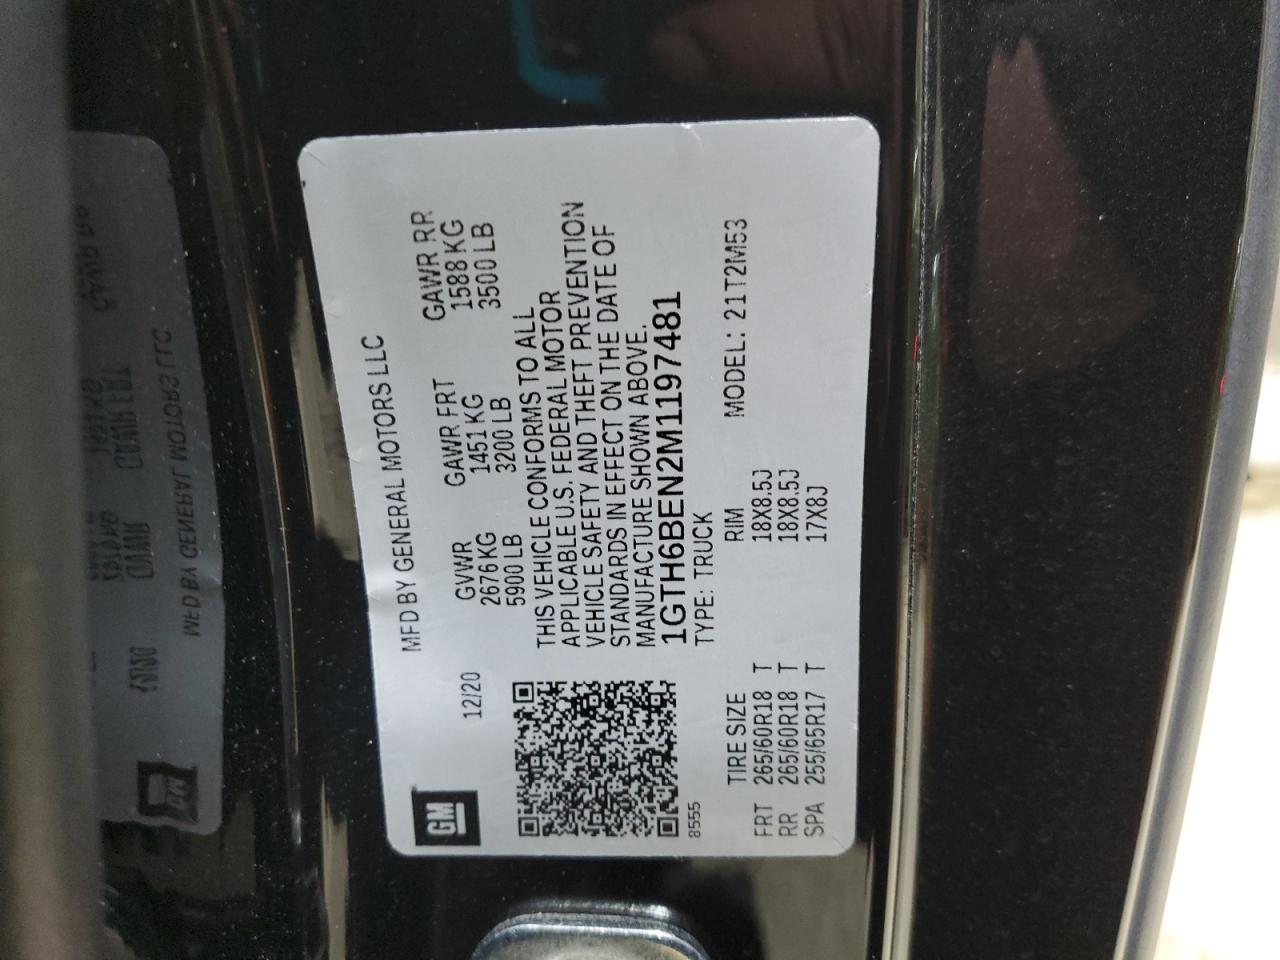 GM
MFD BY GENERAL MOTORS LLC
12/20
GVWR GAWR FRT GAWR RR
2676 KG 1451 KG 1588 KG
5900 LB 3200 LB 3500 LB
THIS VEHICLE CONFORMS TO ALL
APPLICABLE U.S. FEDERAL MOTOR
VEHICLE SAFETY AND THEFT PREVENTION
STANDARDS IN EFFECT ON THE DATE OF
MANUFACTURE SHOWN ABOVE.
1GTH6BEN2M1197481
8555 TYPE: TRUCK
TIRE SIZE RIM MODEL: 21T2M53
FRT 265/60R18 T 18X8.5J
RR 265/60R18 T 18X8.5J
SPA 255/65R17 T 17X8J